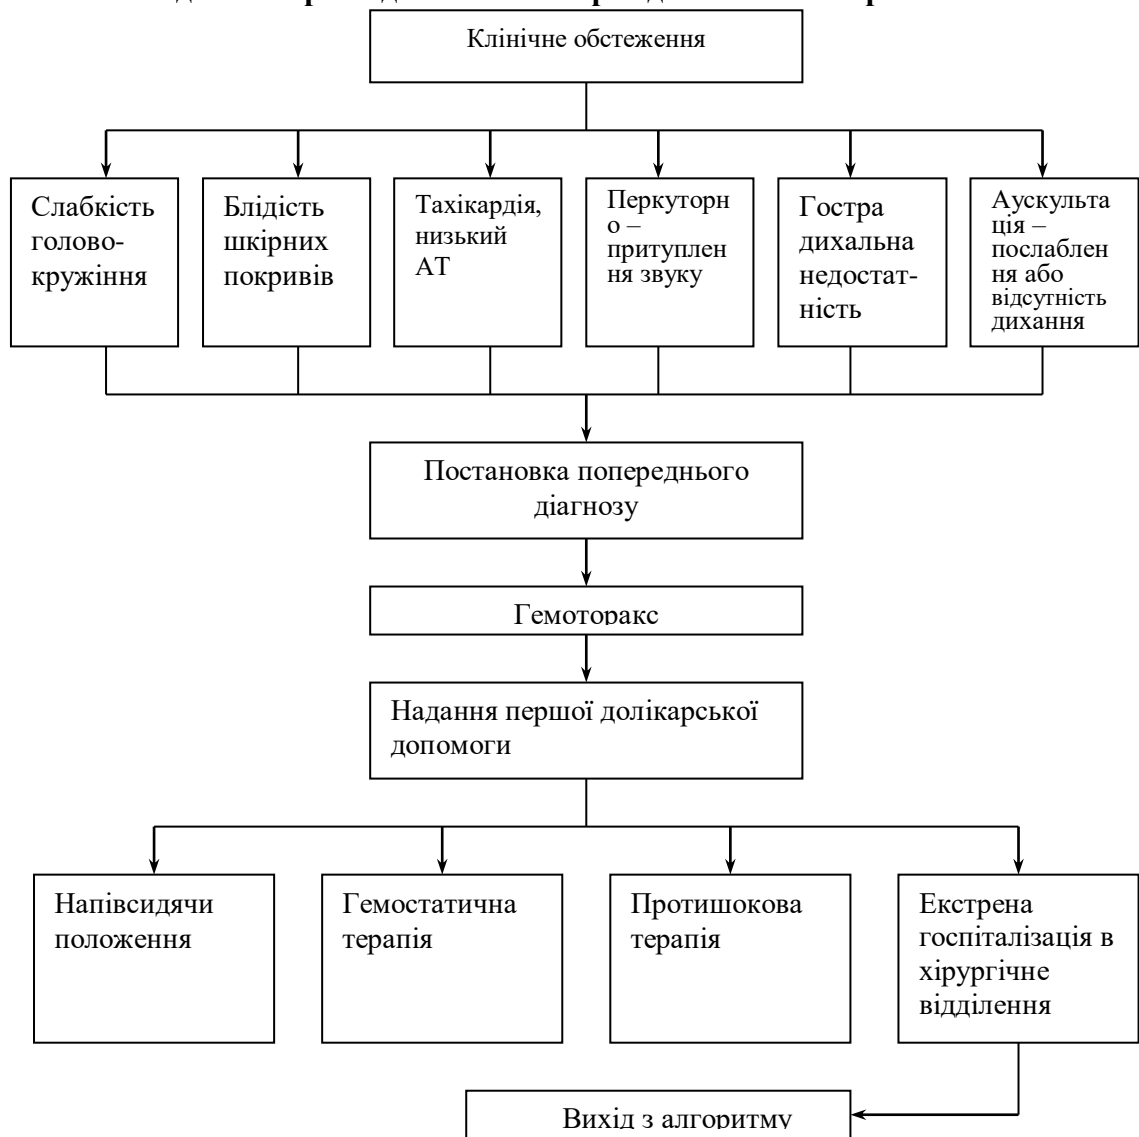 Клінічне обстеження
Слабкість
голово-
кружіння
Блідість
шкірних
покривів
Тахікардія,
низький
АТ
Перкуторн
о –
притуплен
ня звуку
Гостра
дихальна
недостат-
ність
Аускульта
ція –
послаблен
ня або
відсутність
дихання
Постановка попереднього
діагнозу
Гемоторакс
Надання першої долікарської
допомоги
Напівсидячи
положення
Гемостатична
терапія
Протишокова
терапія
Екстрена
госпіталізація в
хірургічне
відділення
Вихід з алгоритму